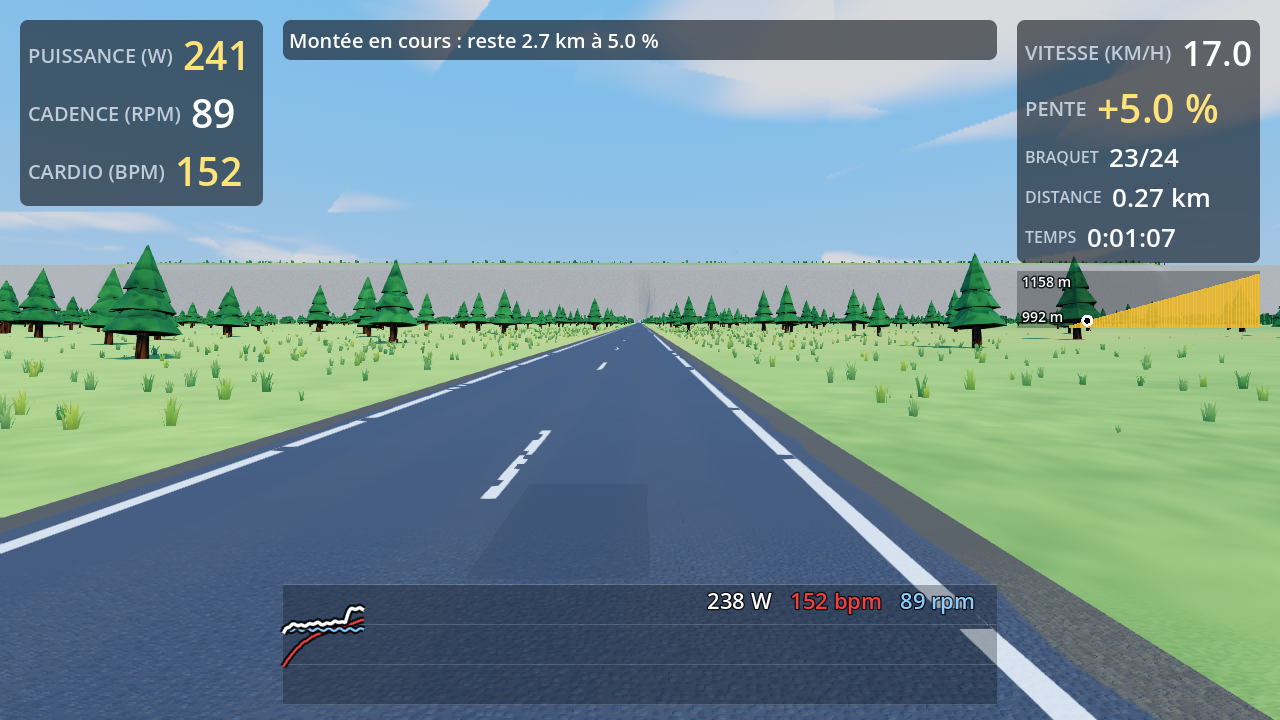 PUISSANCE (W) 241
CADENCE (RPM) 89
CARDIO (BPM) 152
Montée en cours : reste 2.7 km à 5.0 %
VITESSE (KM/H) 17.0
PENTE +5.0 %
BRAQUET 23/24
DISTANCE 0.27 km
TEMPS 0:01:07
1158 m
992 m
238 W 152 bpm 89 rpm